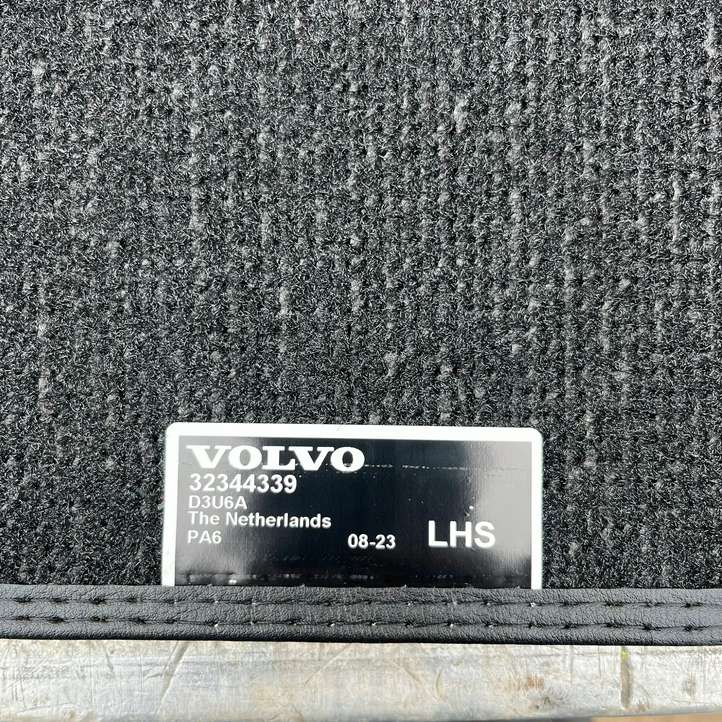 VOLVO
32344339
D3U6A
The Netherlands
PA6 08-23 LHS